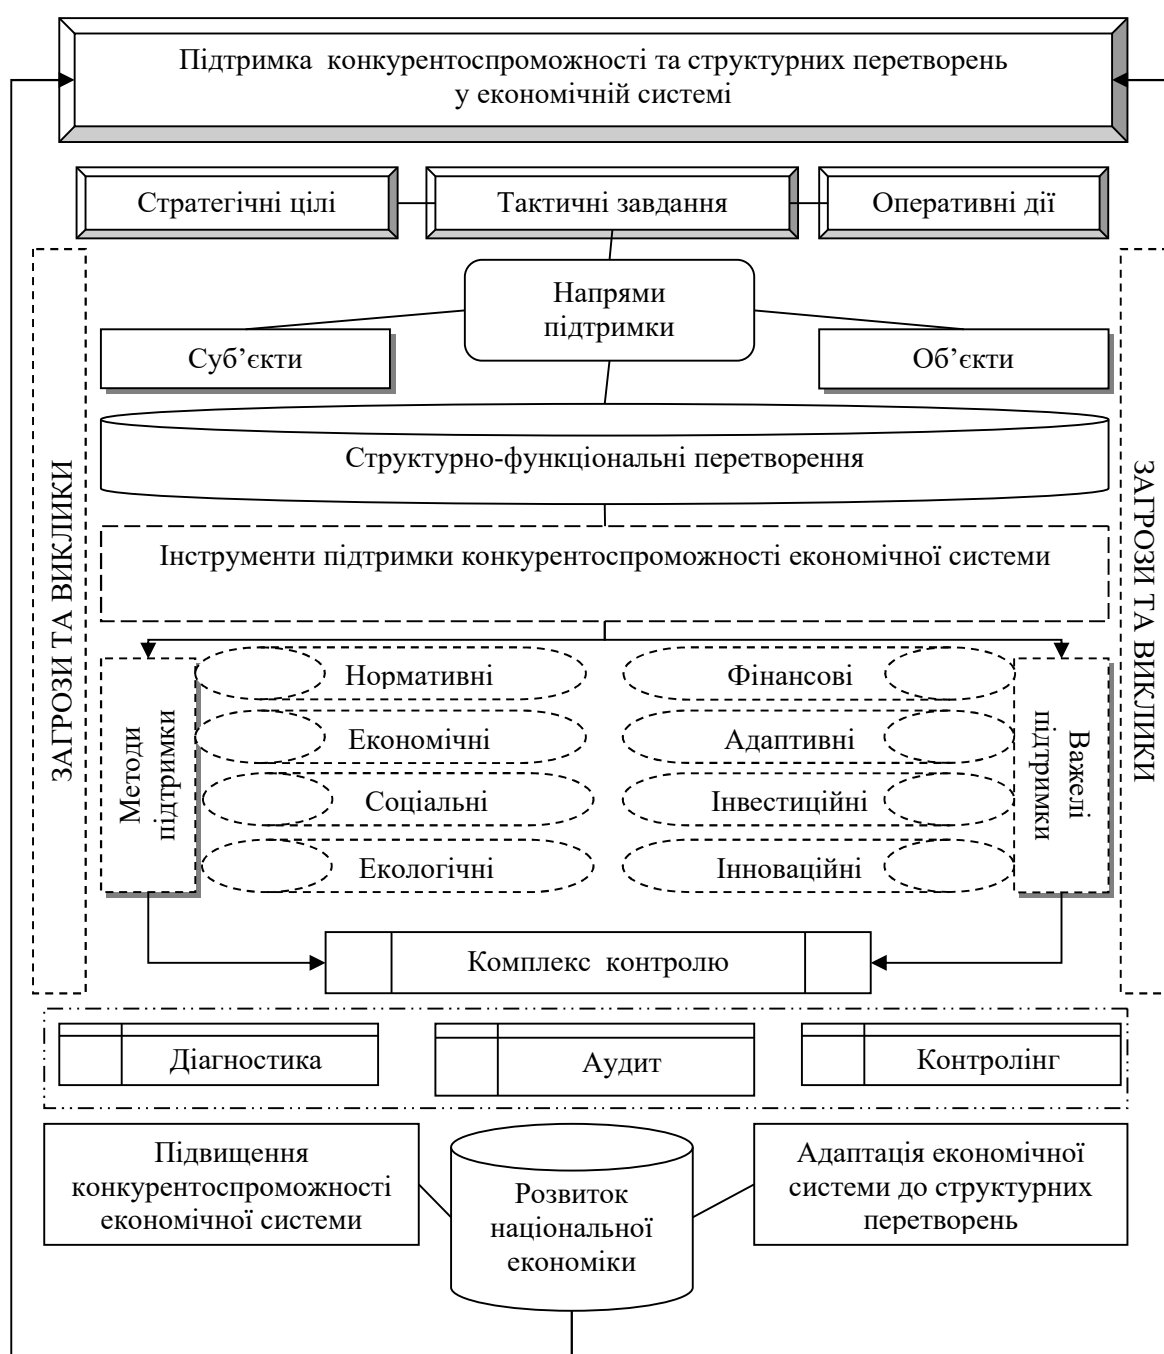 Підтримка конкурентоспроможності та структурних перетворень
у економічній системі
Стратегічні цілі
Тактичні завдання
Оперативні дії
Напрями
підтримки
Суб’єкти
Об’єкти
Структурно-функціональні перетворення
ЗАГРОЗИ ТА ВИКЛИКИ
ЗАГРОЗИ ТА ВИКЛИКИ
Інструменти підтримки конкурентоспроможності економічної системи
Методи
підтримки
Нормативні
Економічні
Соціальні
Екологічні
Фінансові
Адаптивні
Інвестиційні
Інноваційні
Важелі
підтримки
Комплекс контролю
Діагностика
Аудит
Контролінг
Підвищення
конкурентоспроможності
економічної системи
Розвиток
національної
економіки
Адаптація економічної
системи до структурних
перетворень